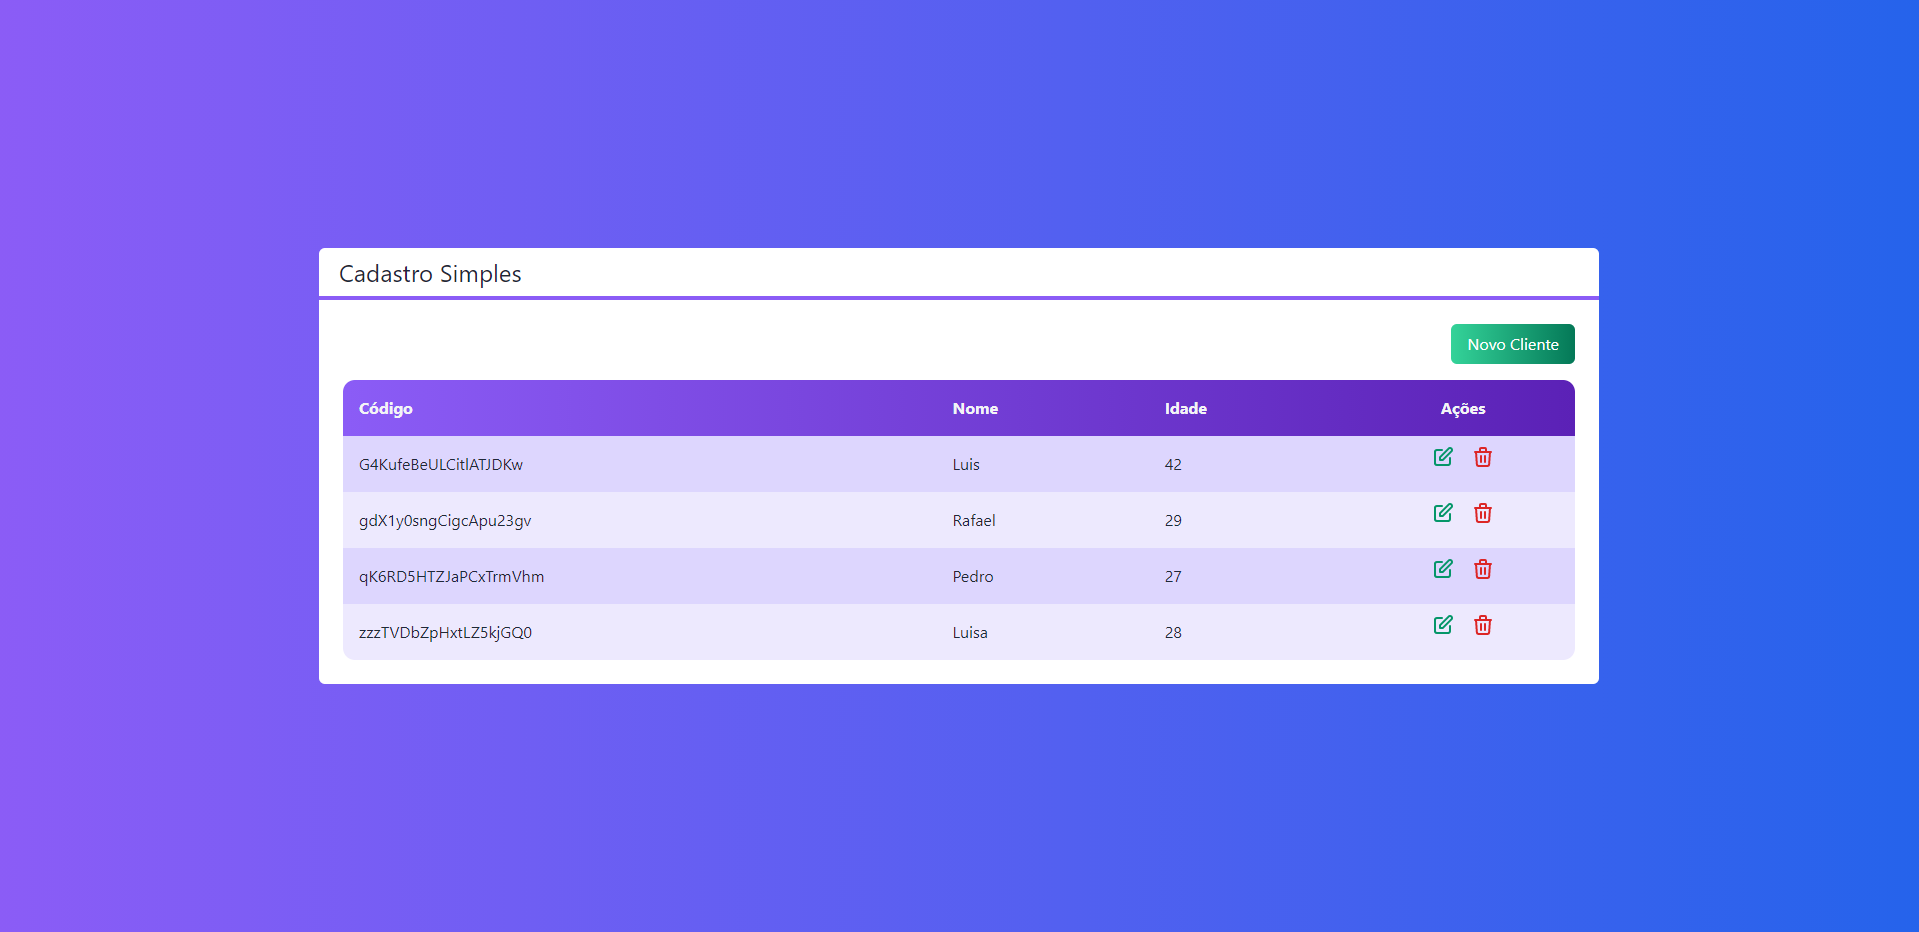 Cadastro Simples
Novo Cliente
Código Nome Idade Ações
G4KufeBeULCitlATJDKw Luis 42
gdX1y0sngCigcApu23gv Rafael 29
qK6RD5HTZJaPCxTrmVhm Pedro 27
zzzTVDbZpHxtLZ5kjGQ0 Luisa 28